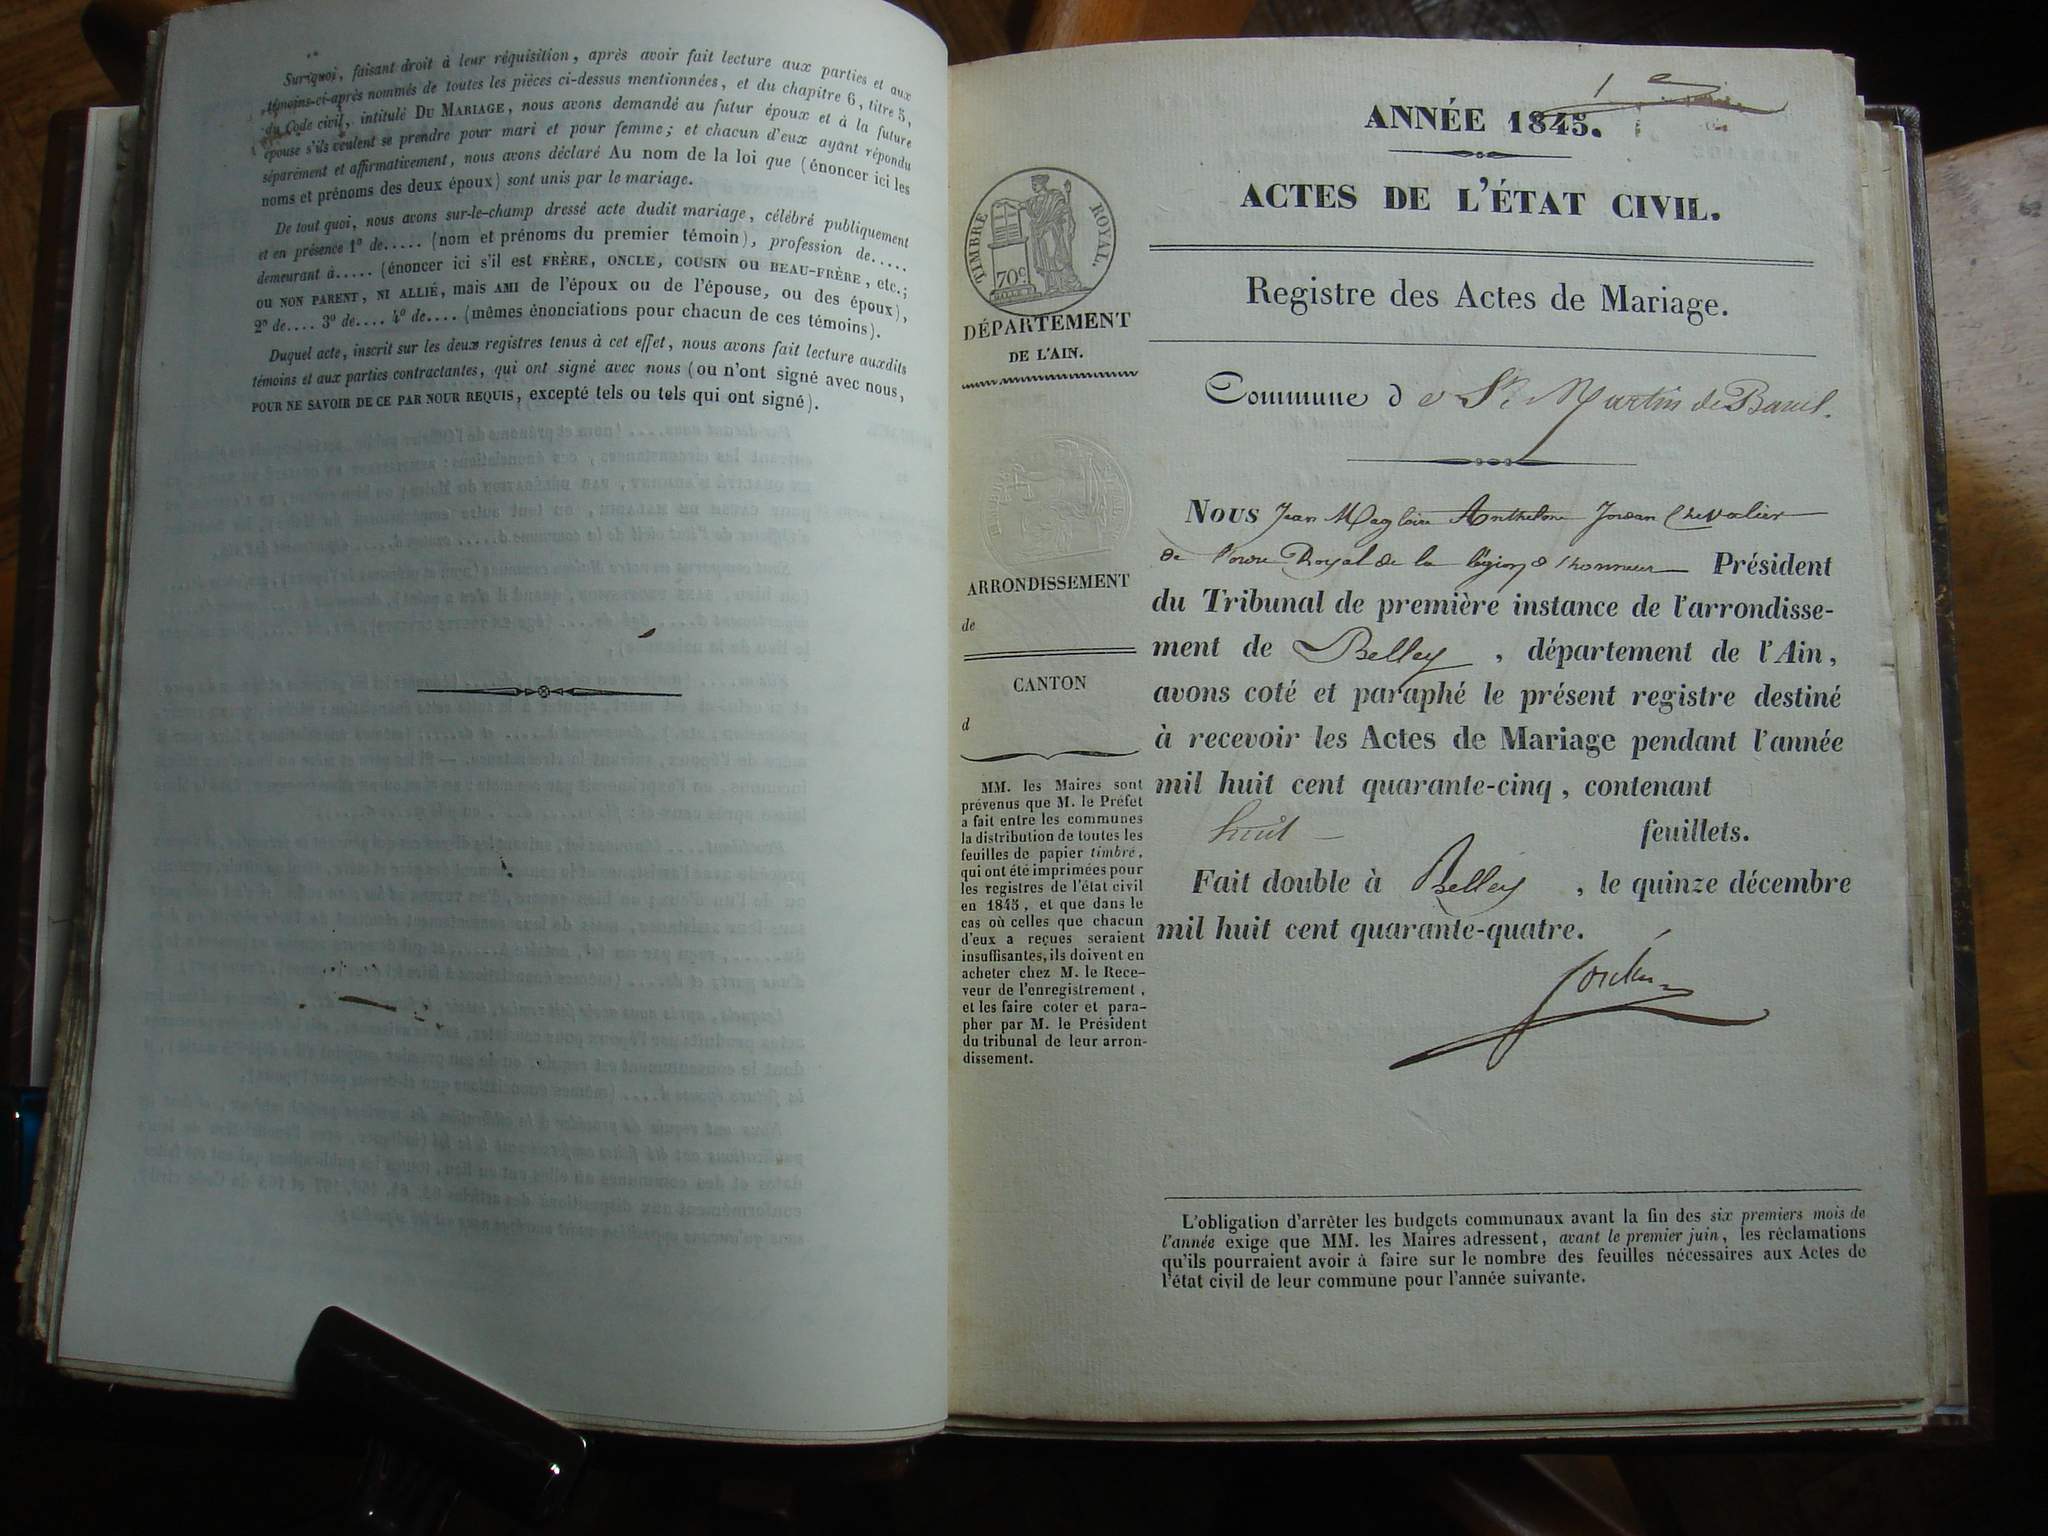 Surquoi, faisant droit à leur réquisition, après avoir fait lecture aux parties et aux
témoins-ci-après nommés de toutes les pièces ci-dessus mentionnées, et du chapitre 6, titre 5,
du Code civil, intitulé DU MARIAGE, nous avons demandé au futur époux et à la future
épouse s'ils veulent se prendre pour mari et pour femme; et chacun d'eux ayant répondu
séparément et affirmativement, nous avons déclaré Au nom de la loi que (énoncer ici les
noms et prénoms des deux époux) sont unis par le mariage.
De tout quoi, nous avons sur-le-champ dressé acte dudit mariage, célébré publiquement
et en présence 1º de..... (nom et prénoms du premier témoin), profession de.....
demeurant à..... (énoncer ici s'il est FRÈRE, ONCLE, COUSIN OU BEAU-FRÈRE, etc.;
OU NON PARENT, NI ALLIÉ, mais AMI de l'époux ou de l'épouse, ou des époux),
2º de.... 3º de.... 4º de.... (mêmes énonciations pour chacun de ces témoins).
Duquel acte, inscrit sur les deux registres tenus à cet effet, nous avons fait lecture auxdits
témoins et aux parties contractantes, qui ont signé avec nous (ou n'ont signé avec nous,
POUR NE SAVOIR DE CE PAR NOUR REQUIS, excepté tels ou tels qui ont signé).
ANNÉE 1845.
ACTES DE L'ÉTAT CIVIL.
Registre des Actes de Mariage.
TIMBRE ROYAL.
70c
DÉPARTEMENT
DE L'AIN.
Commune de St Martin de Bavel.
ARRONDISSEMENT
de
CANTON
d
MM. les Maires sont
prévenus que M. le Préfet
a fait entre les communes
la distribution de toutes les
feuilles de papier timbré,
qui ont été imprimées pour
les registres de l'état civil
en 1845, et que dans le
cas où celles que chacun
d'eux a reçues seraient
insuffisantes, ils doivent en
acheter chez M. le Rece-
veur de l'enregistrement,
et les faire coter et para-
pher par M. le Président
du tribunal de leur arron-
dissement.
Nous Jean Magloire Anthelme Jordan Chevalier
de l'ordre Royal de la légion d'honneur Président
du Tribunal de première instance de l'arrondisse-
ment de Belley, département de l'Ain,
avons coté et paraphé le présent registre destiné
à recevoir les Actes de Mariage pendant l'année
mil huit cent quarante-cinq, contenant
huit feuillets.
Fait double à Belley, le quinze décembre
mil huit cent quarante-quatre.
Jordan
L'obligation d'arrêter les budgets communaux avant la fin des six premiers mois de
l'année exige que MM. les Maires adressent, avant le premier juin, les réclamations
qu'ils pourraient avoir à faire sur le nombre des feuilles nécessaires aux Actes de
l'état civil de leur commune pour l'année suivante.